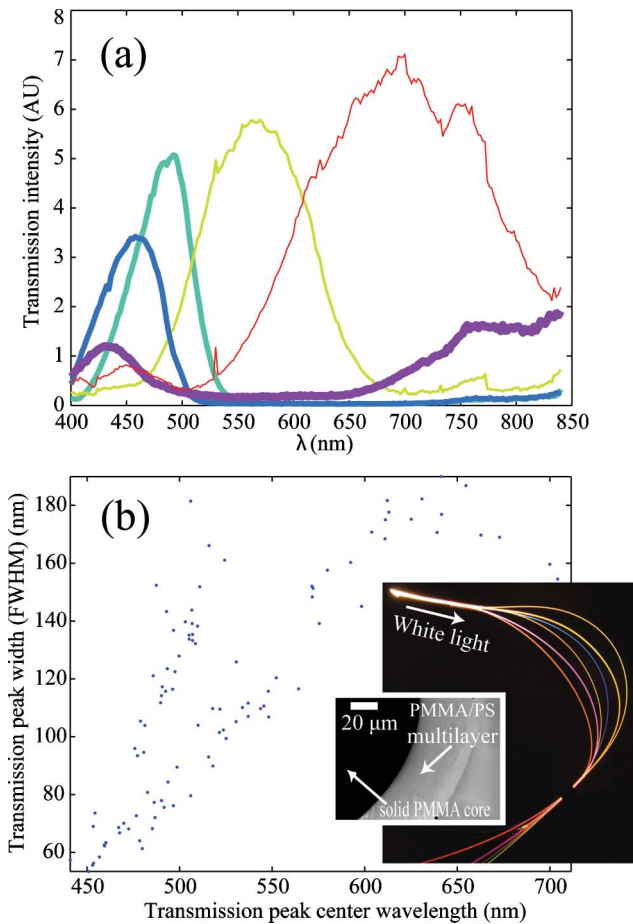 (a)
Transmission intensity (AU)
8
7
6
5
4
3
2
1
0
400 450 500 550 600 650 700 750 800 850
λ (nm)
(b)
Transmission peak width (FWHM) (nm)
180
160
140
120
100
80
60
White light
20 μm
PMMA/PS
multilayer
solid PMMA core
450 500 550 600 650 700
Transmission peak center wavelength (nm)